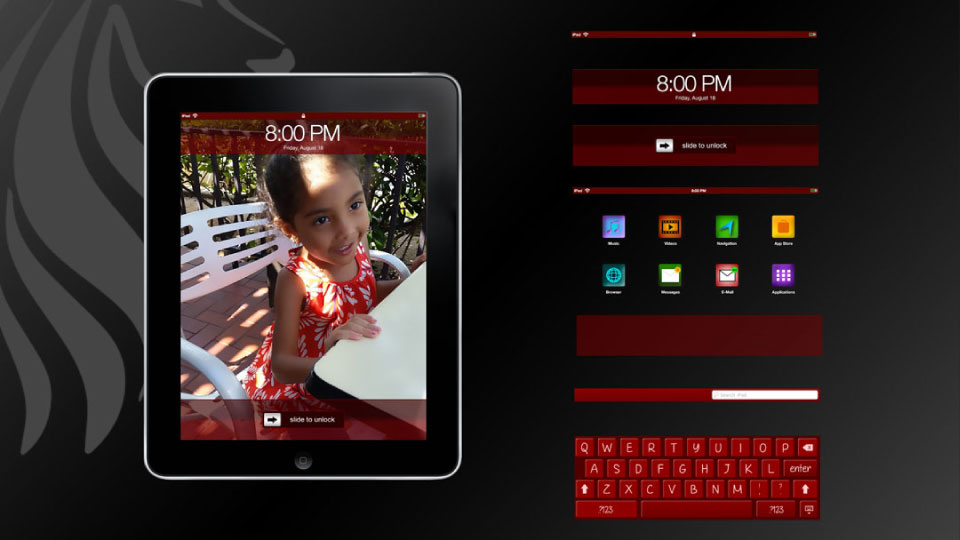 iPad
8:00 PM
Friday, August 18
slide to unlock
iPad
8:00 PM
Friday, August 18
slide to unlock
iPad
8:00 PM
Music
Videos
Navigation
App Store
Browser
Messages
E-Mail
Applications
Search iPad
Q W E R T Y U I O P
A S D F G H J K L enter
Z X C V B N M ! ?
?123 ?123